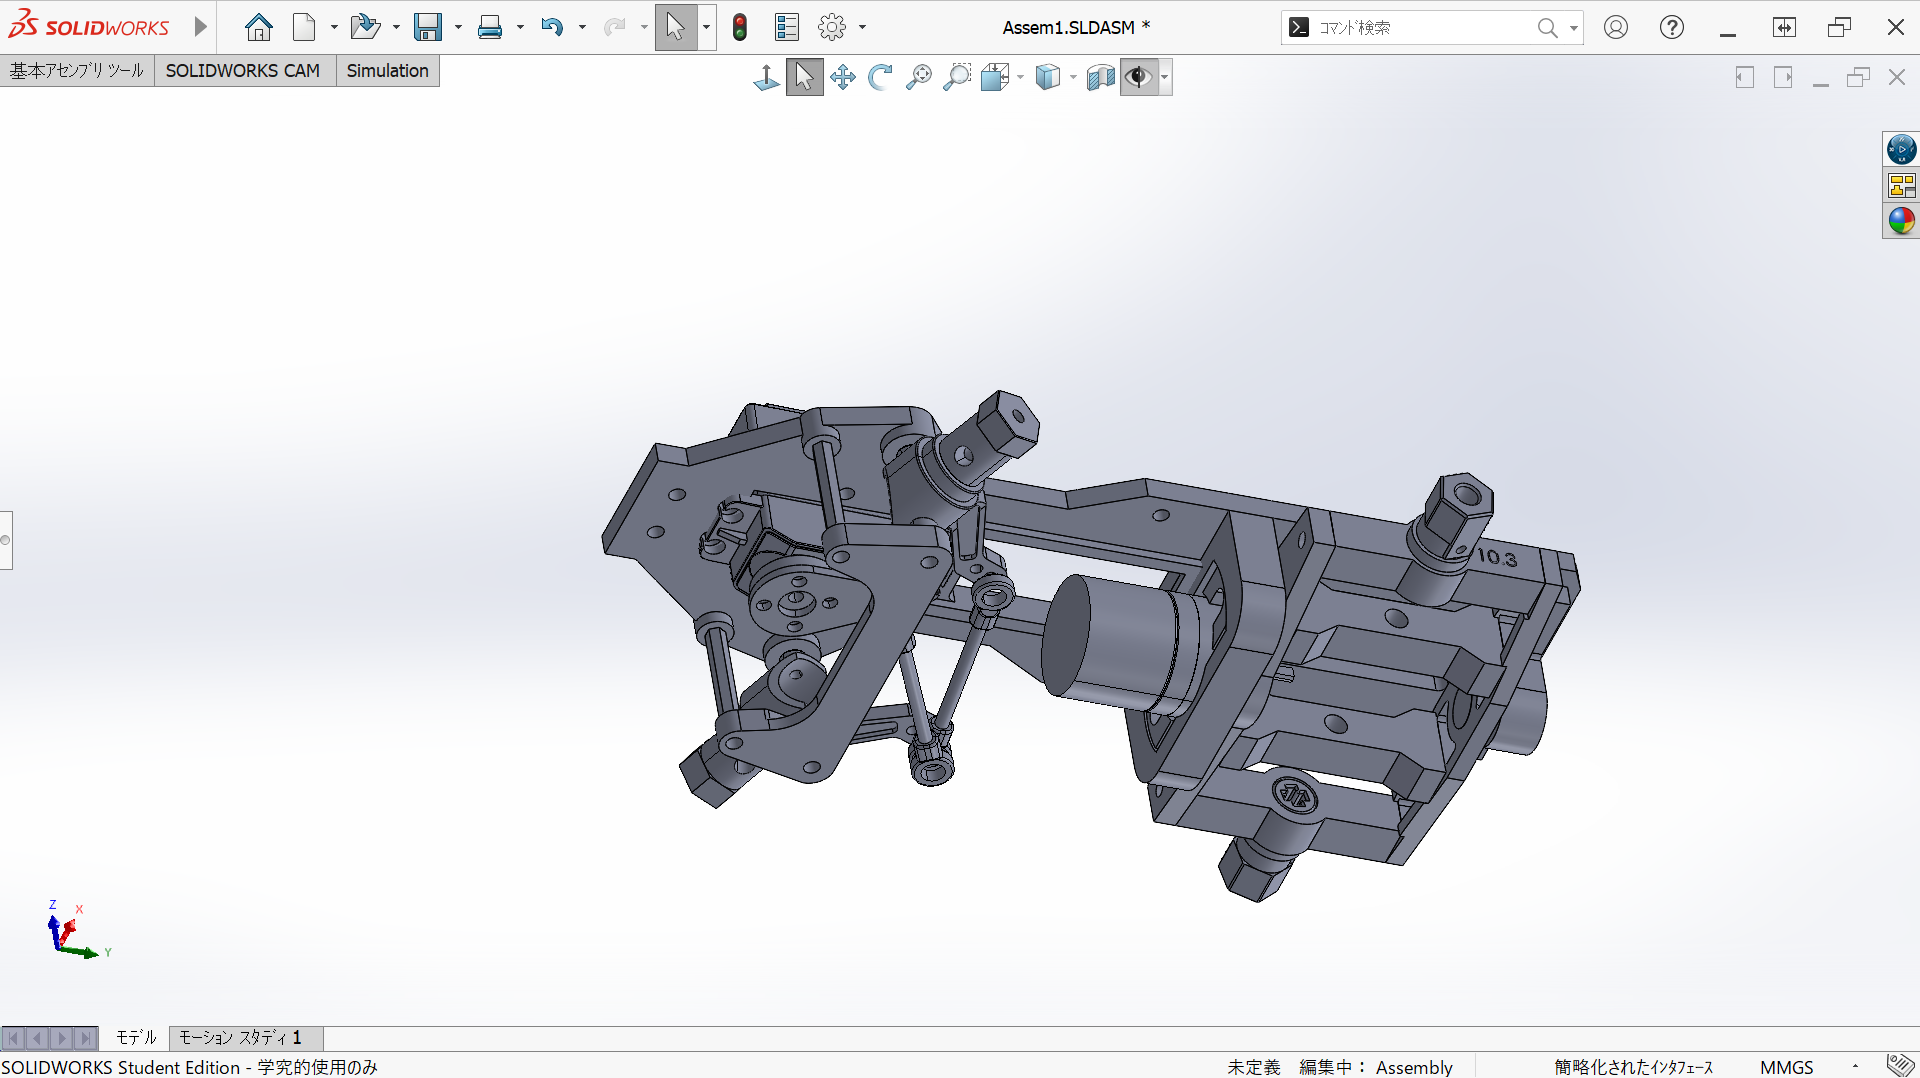 SOLIDWORKS
Assem1.SLDASM *
コマンド検索
基本アセンブリ ツール
SOLIDWORKS CAM
Simulation
10.3
Z
X
Y
モデル
モーション スタディ 1
SOLIDWORKS Student Edition - 学究的使用のみ
未定義
編集中： Assembly
簡略化されたインタフェース
MMGS